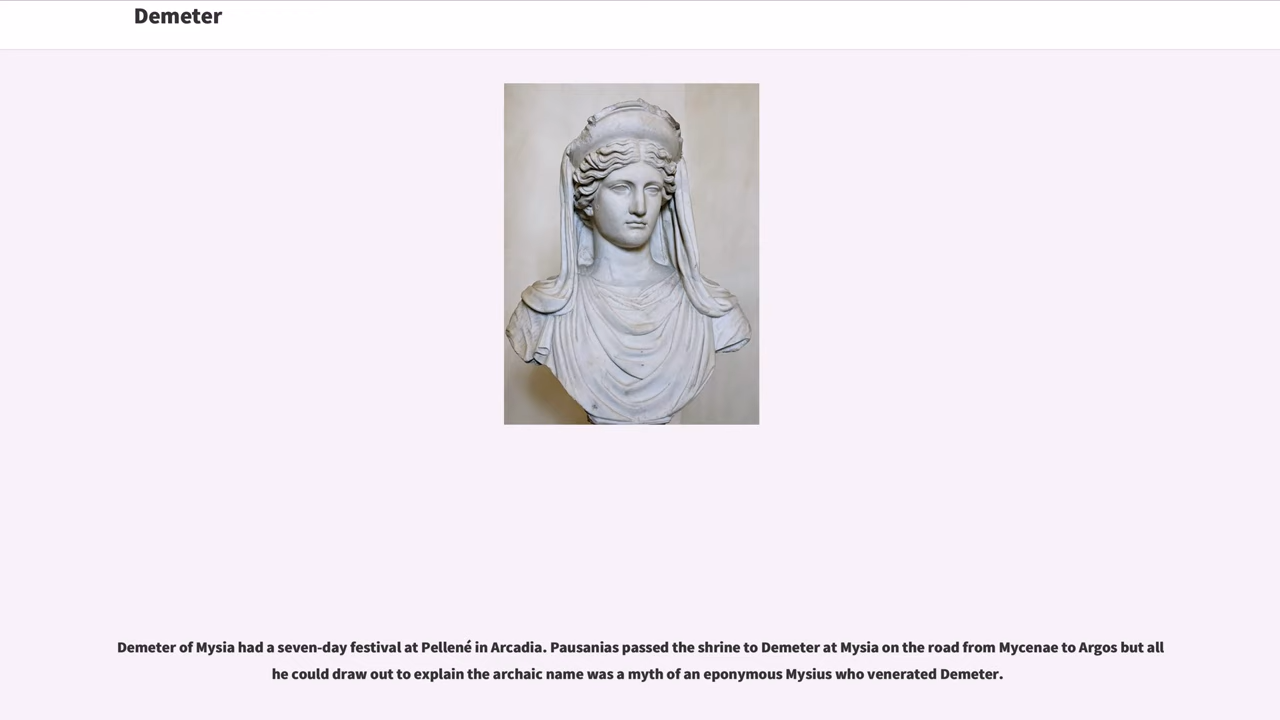 Demeter
Demeter of Mysia had a seven-day festival at Pellené in Arcadia. Pausanias passed the shrine to Demeter at Mysia on the road from Mycenae to Argos but all
he could draw out to explain the archaic name was a myth of an eponymous Mysius who venerated Demeter.